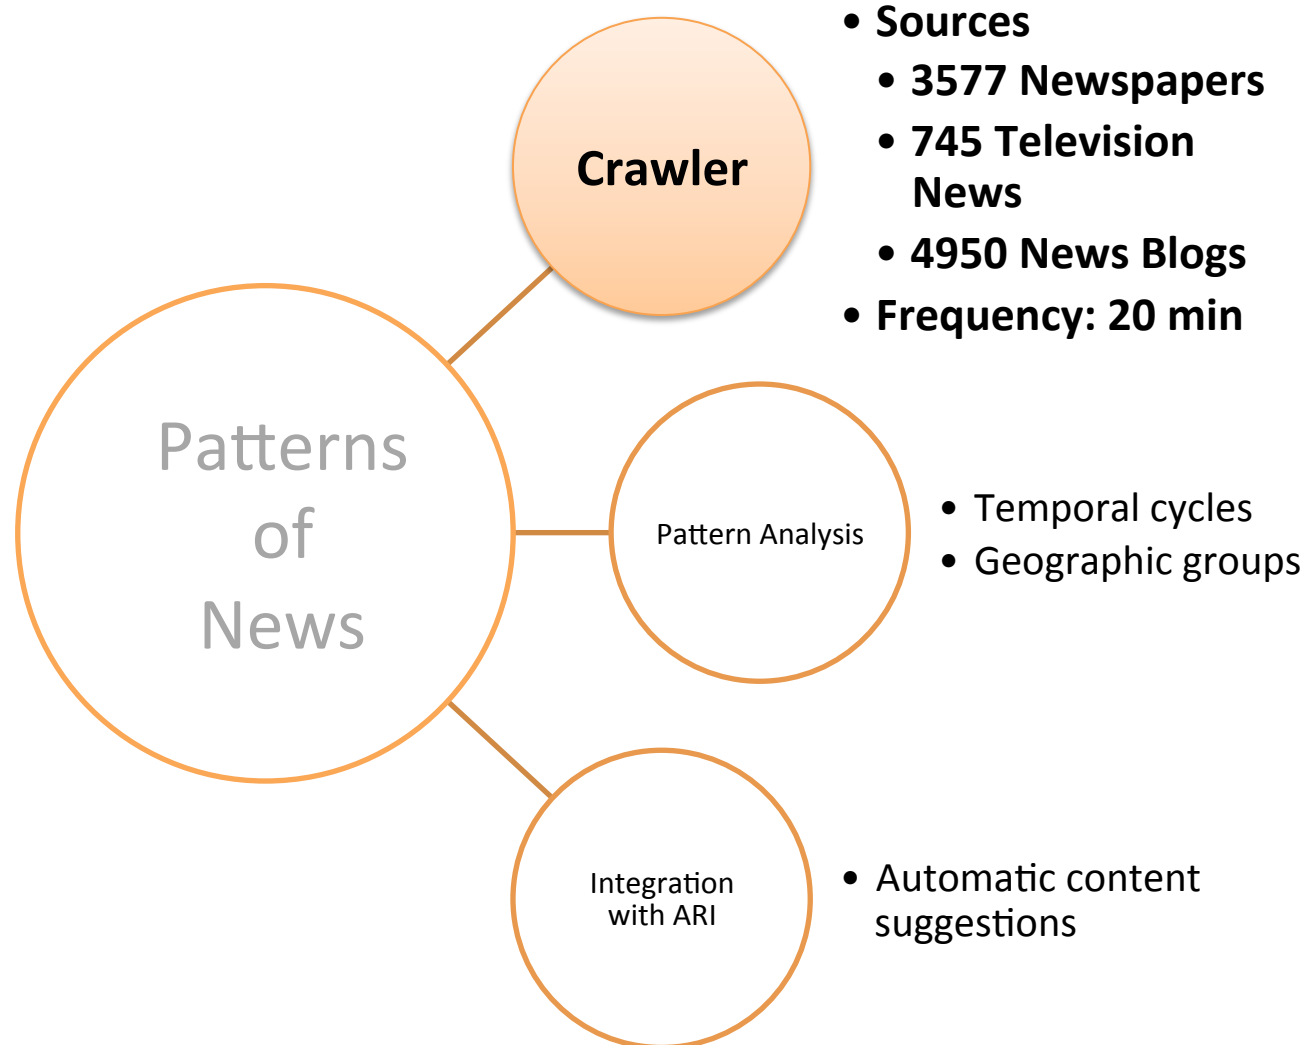 Patterns
of
News
Crawler
• Sources
• 3577 Newspapers
• 745 Television
News
• 4950 News Blogs
• Frequency: 20 min
Pattern Analysis
• Temporal cycles
• Geographic groups
Integration
with ARI
• Automatic content
suggestions